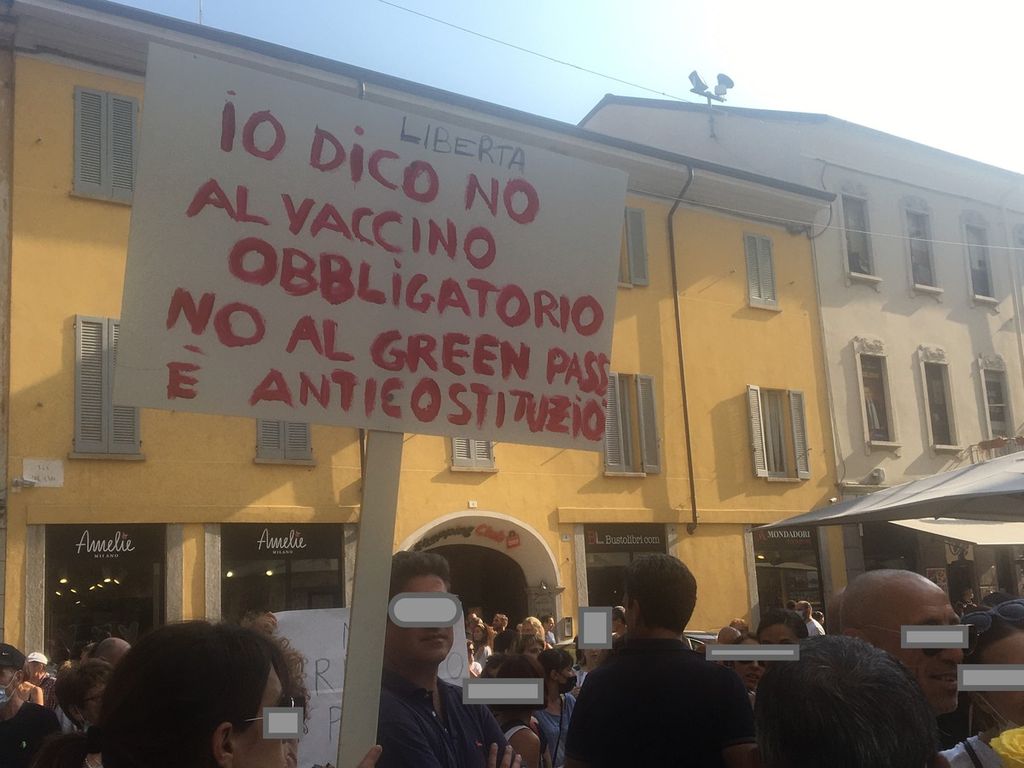 LIBERTA
iO DiCO NO
AL VACCiNO
OBBLiGATORIO
NO AL GREEN PASS
È ANTICOSTITUZIO
Amelie
MILANO
Amelie
MILANO
Bustolibri.com
MONDADORI